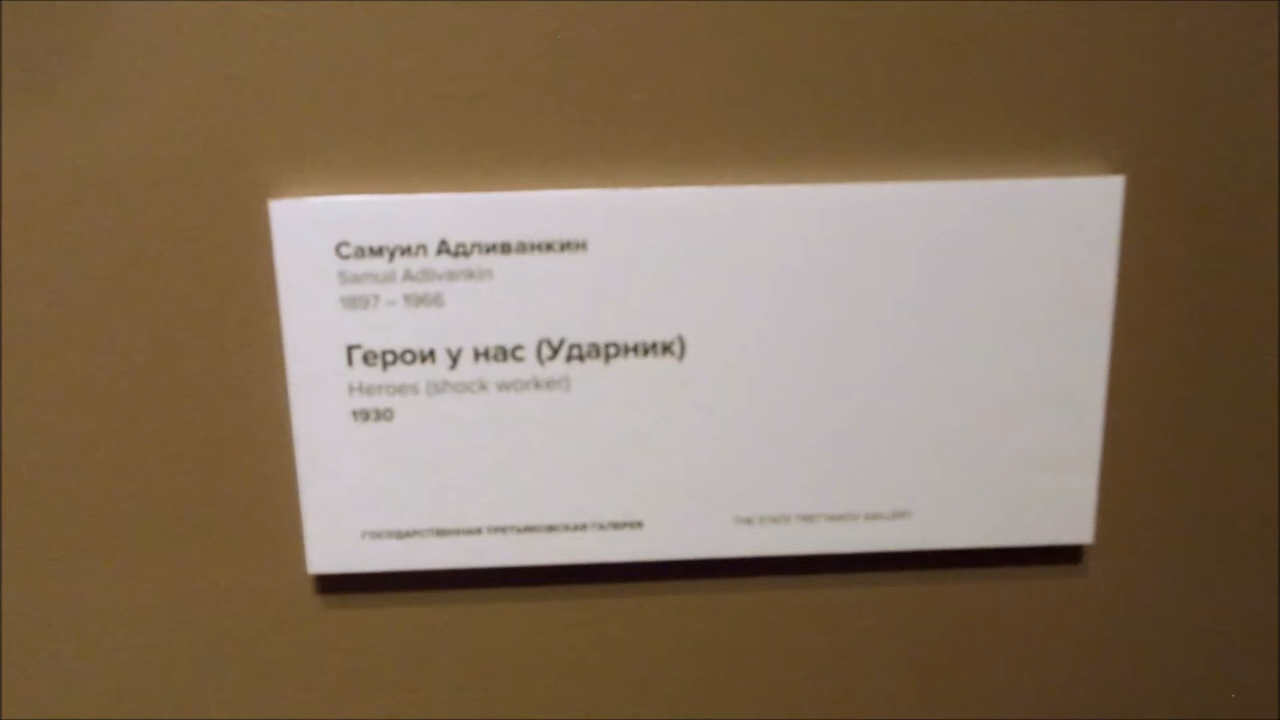 Самуил Адливанкин
Samuil Adlivankin
1897 – 1966
Герои у нас (Ударник)
Heroes (shock worker)
1930
ГОСУДАРСТВЕННАЯ ТРЕТЬЯКОВСКАЯ ГАЛЕРЕЯ
THE STATE TRETYAKOV GALLERY